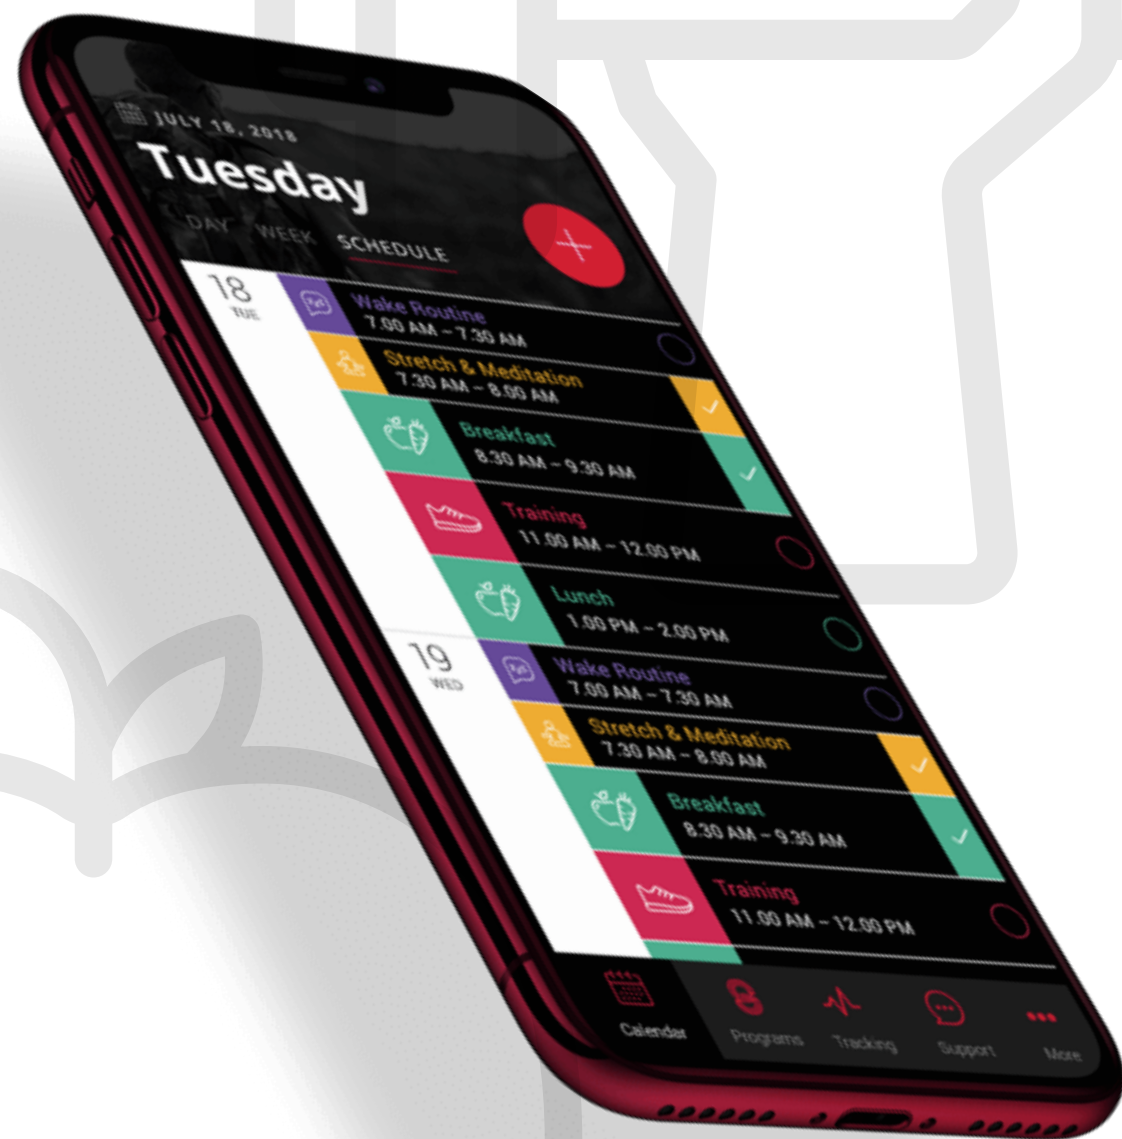 JULY 18, 2018
Tuesday
DAY WEEK SCHEDULE
18
TUE
Wake Routine
7.00 AM – 7.30 AM
Stretch & Meditation
7.30 AM – 8.00 AM
Breakfast
8.30 AM – 9.30 AM
Training
11.00 AM – 12.00 PM
Lunch
1.00 PM – 2.00 PM
19
WED
Wake Routine
7.00 AM – 7.30 AM
Stretch & Meditation
7.30 AM – 8.00 AM
Breakfast
8.30 AM – 9.30 AM
Training
11.00 AM – 12.00 PM
Calendar Programs Tracking Support More